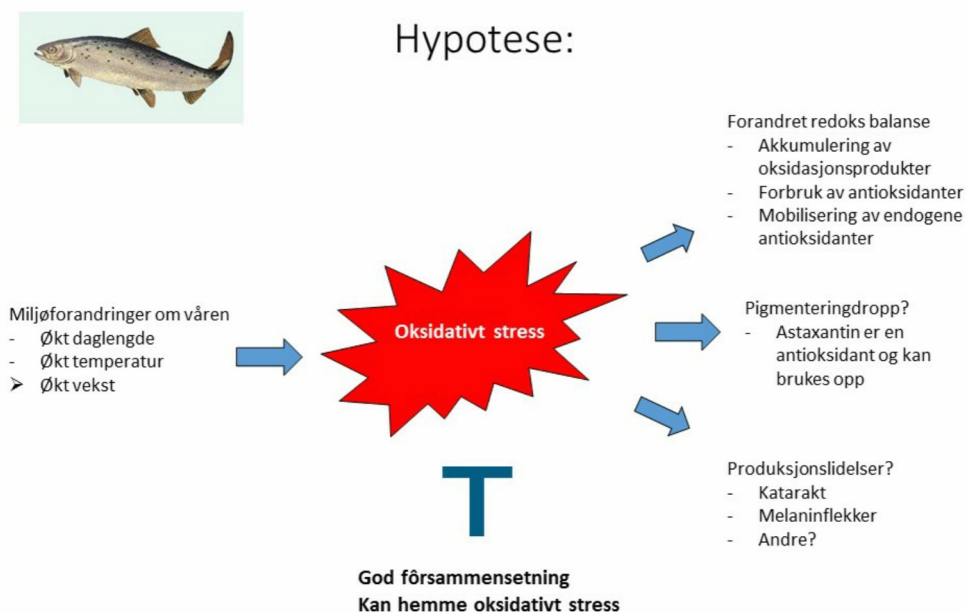 Hypotese:
Miljøforandringer om våren
- Økt daglengde
- Økt temperatur
➤ Økt vekst
Oksidativt stress
Forandret redoks balanse
- Akkumulering av
oksidasjonsprodukter
- Forbruk av antioksidanter
- Mobilisering av endogene
antioksidanter
Pigmenteringdropp?
- Astaxantin er en
antioksidant og kan
brukes opp
Produksjonslidelser?
- Katarakt
- Melaninflekker
- Andre?
God fôrsammensetning
Kan hemme oksidativt stress